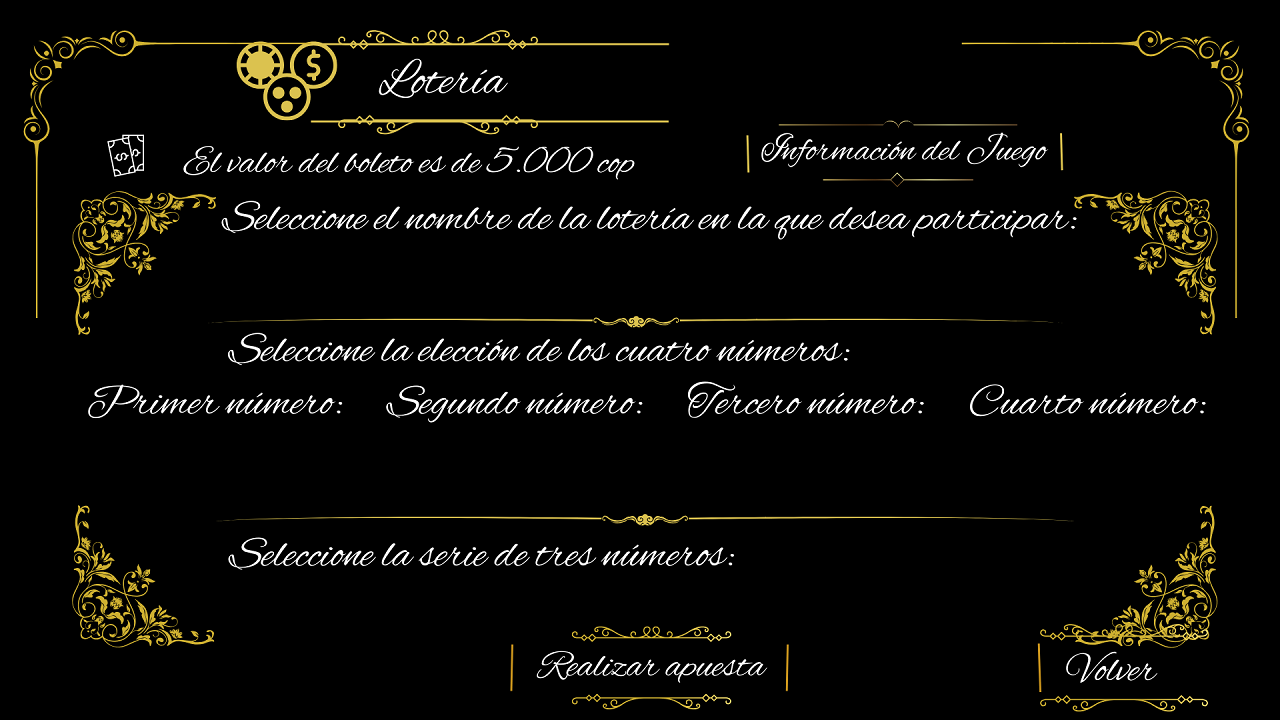 Lotería
El valor del boleto es de 5.000 cop
Información del Juego
Seleccione el nombre de la lotería en la que desea participar:
Seleccione la elección de los cuatro números:
Primer número: Segundo número: Tercero número: Cuarto número:
Seleccione la serie de tres números:
Realizar apuesta
Volver